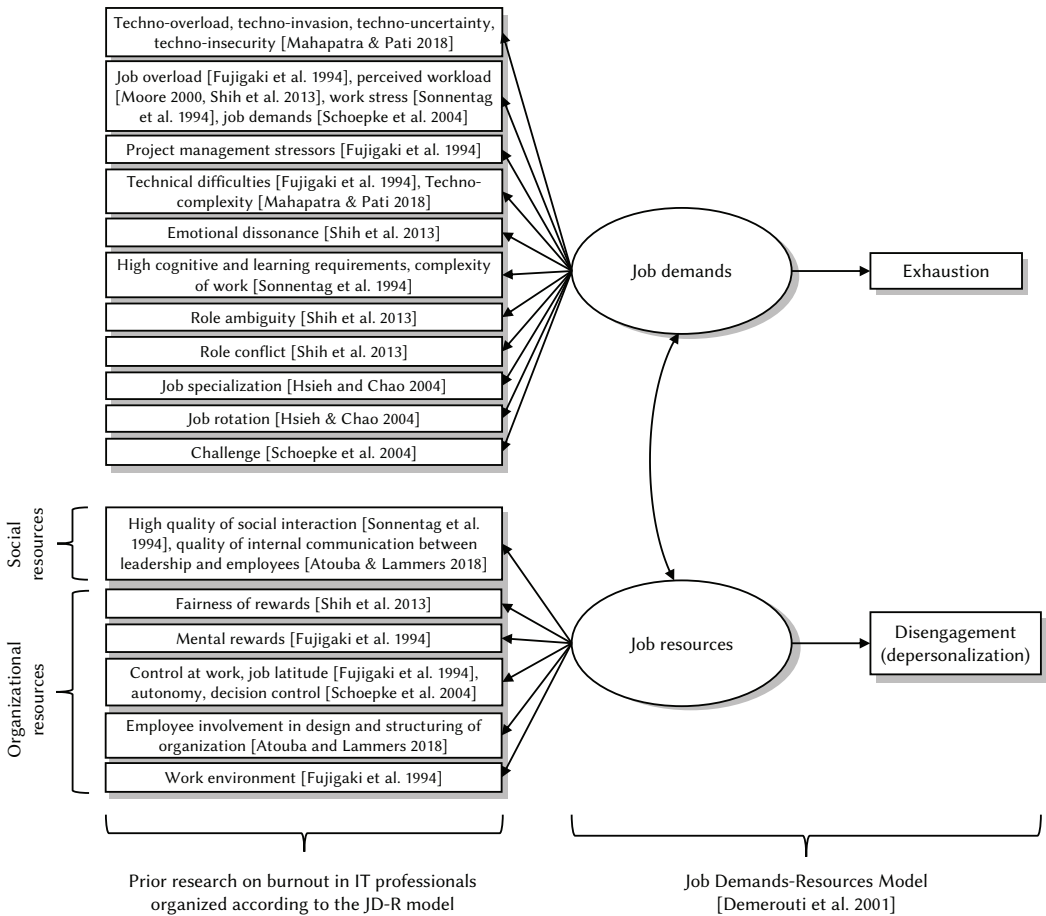 Techno-overload, techno-invasion, techno-uncertainty,
techno-insecurity [Mahapatra & Pati 2018]
Job overload [Fujigaki et al. 1994], perceived workload
[Moore 2000, Shih et al. 2013], work stress [Sonnentag
et al. 1994], job demands [Schoepke et al. 2004]
Project management stressors [Fujigaki et al. 1994]
Technical difficulties [Fujigaki et al. 1994], Techno-
complexity [Mahapatra & Pati 2018]
Emotional dissonance [Shih et al. 2013]
High cognitive and learning requirements, complexity
of work [Sonnentag et al. 1994]
Role ambiguity [Shih et al. 2013]
Role conflict [Shih et al. 2013]
Job specialization [Hsieh and Chao 2004]
Job rotation [Hsieh & Chao 2004]
Challenge [Schoepke et al. 2004]
Job demands
Exhaustion
Social
resources
High quality of social interaction [Sonnentag et al.
1994], quality of internal communication between
leadership and employees [Atouba & Lammers 2018]
Organizational
resources
Fairness of rewards [Shih et al. 2013]
Mental rewards [Fujigaki et al. 1994]
Control at work, job latitude [Fujigaki et al. 1994],
autonomy, decision control [Schoepke et al. 2004]
Employee involvement in design and structuring of
organization [Atouba and Lammers 2018]
Work environment [Fujigaki et al. 1994]
Job resources
Disengagement
(depersonalization)
Prior research on burnout in IT professionals
organized according to the JD-R model
Job Demands-Resources Model
[Demerouti et al. 2001]